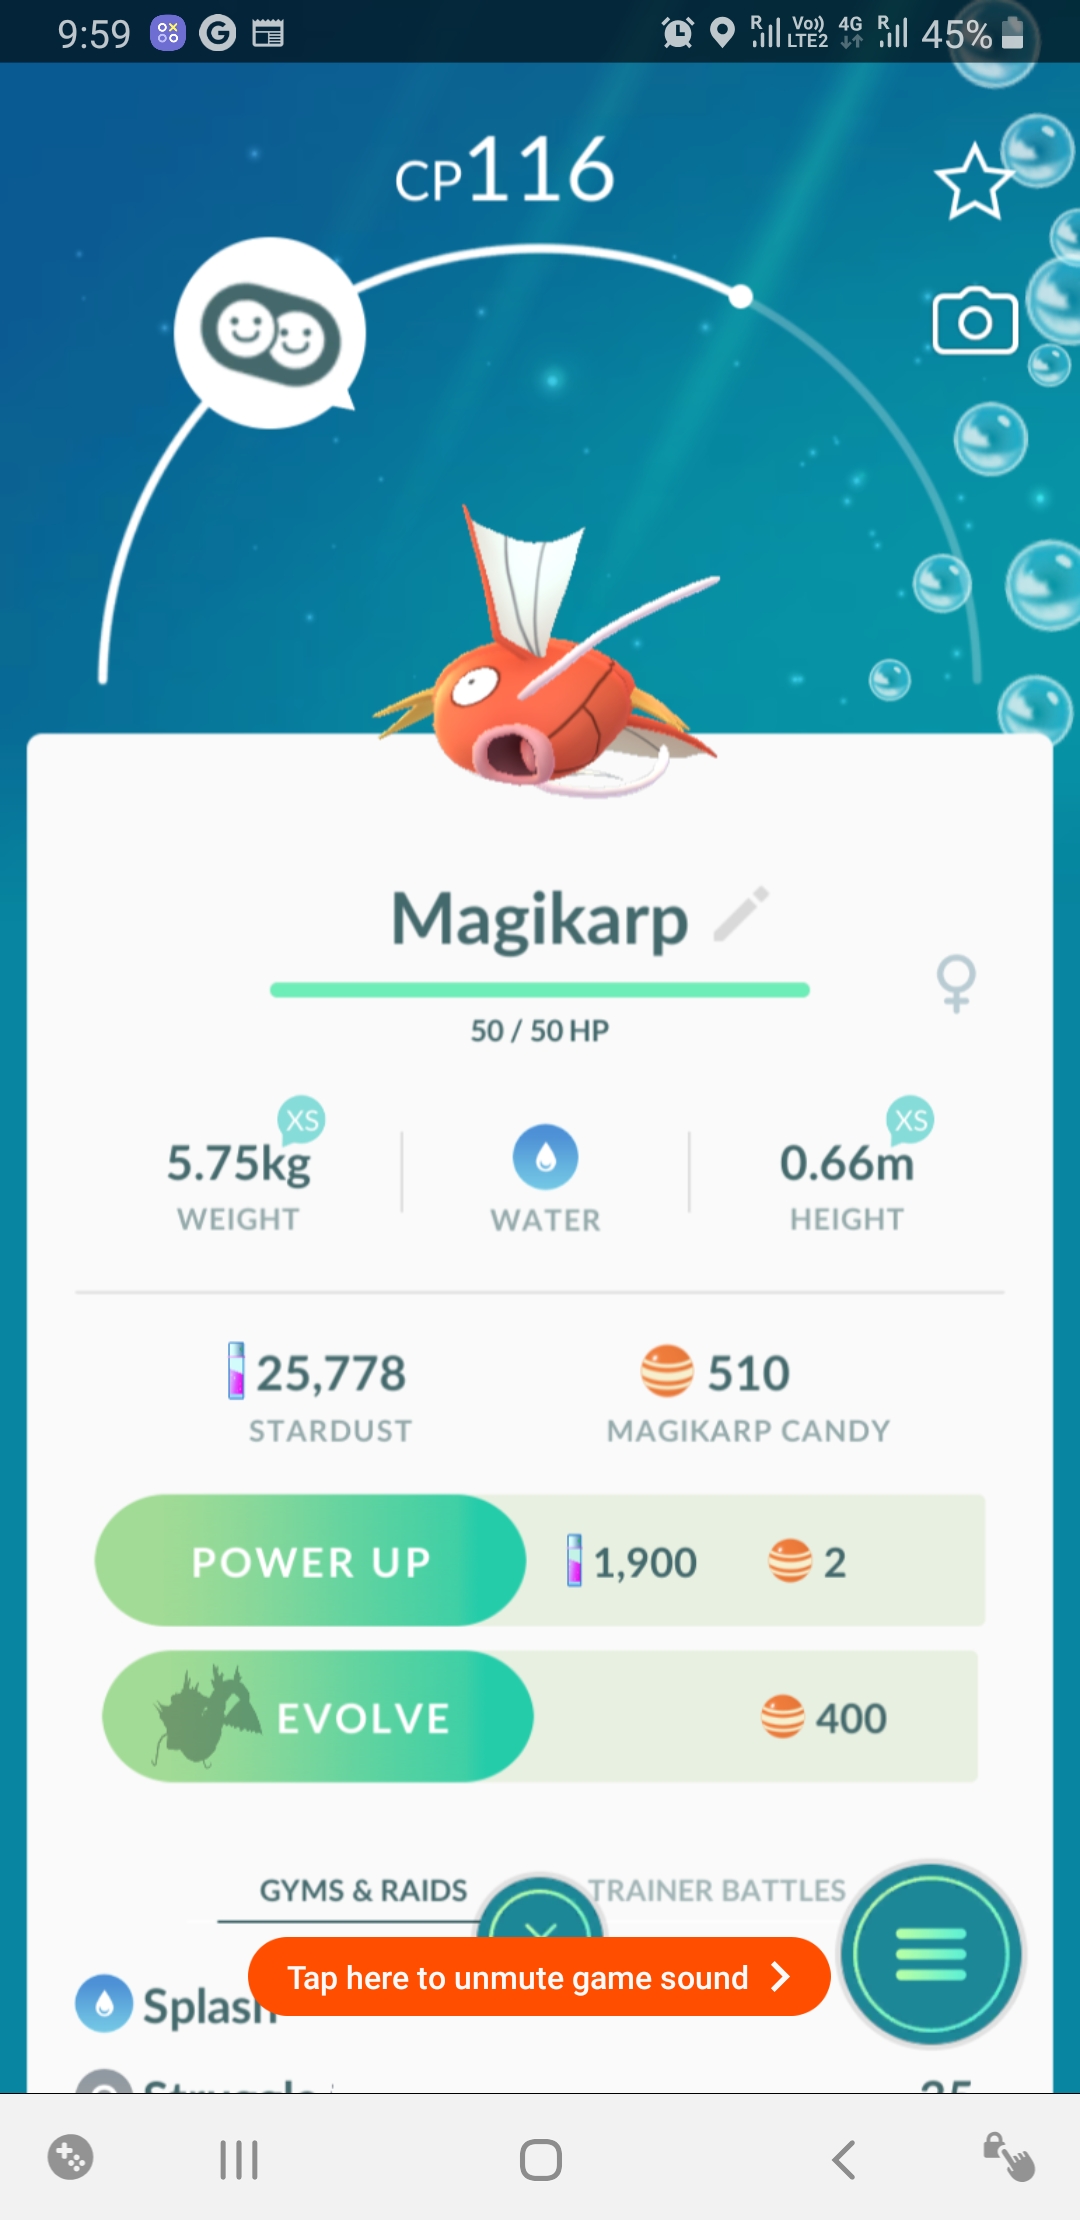 9:59 G R Vo)) LTE2 4G R 45%
CP116
Magikarp
50 / 50 HP
XS XS
5.75kg 0.66m
WEIGHT WATER HEIGHT
25,778 510
STARDUST MAGIKARP CANDY
POWER UP 1,900 2
EVOLVE 400
GYMS & RAIDS TRAINER BATTLES
Tap here to unmute game sound
Splash